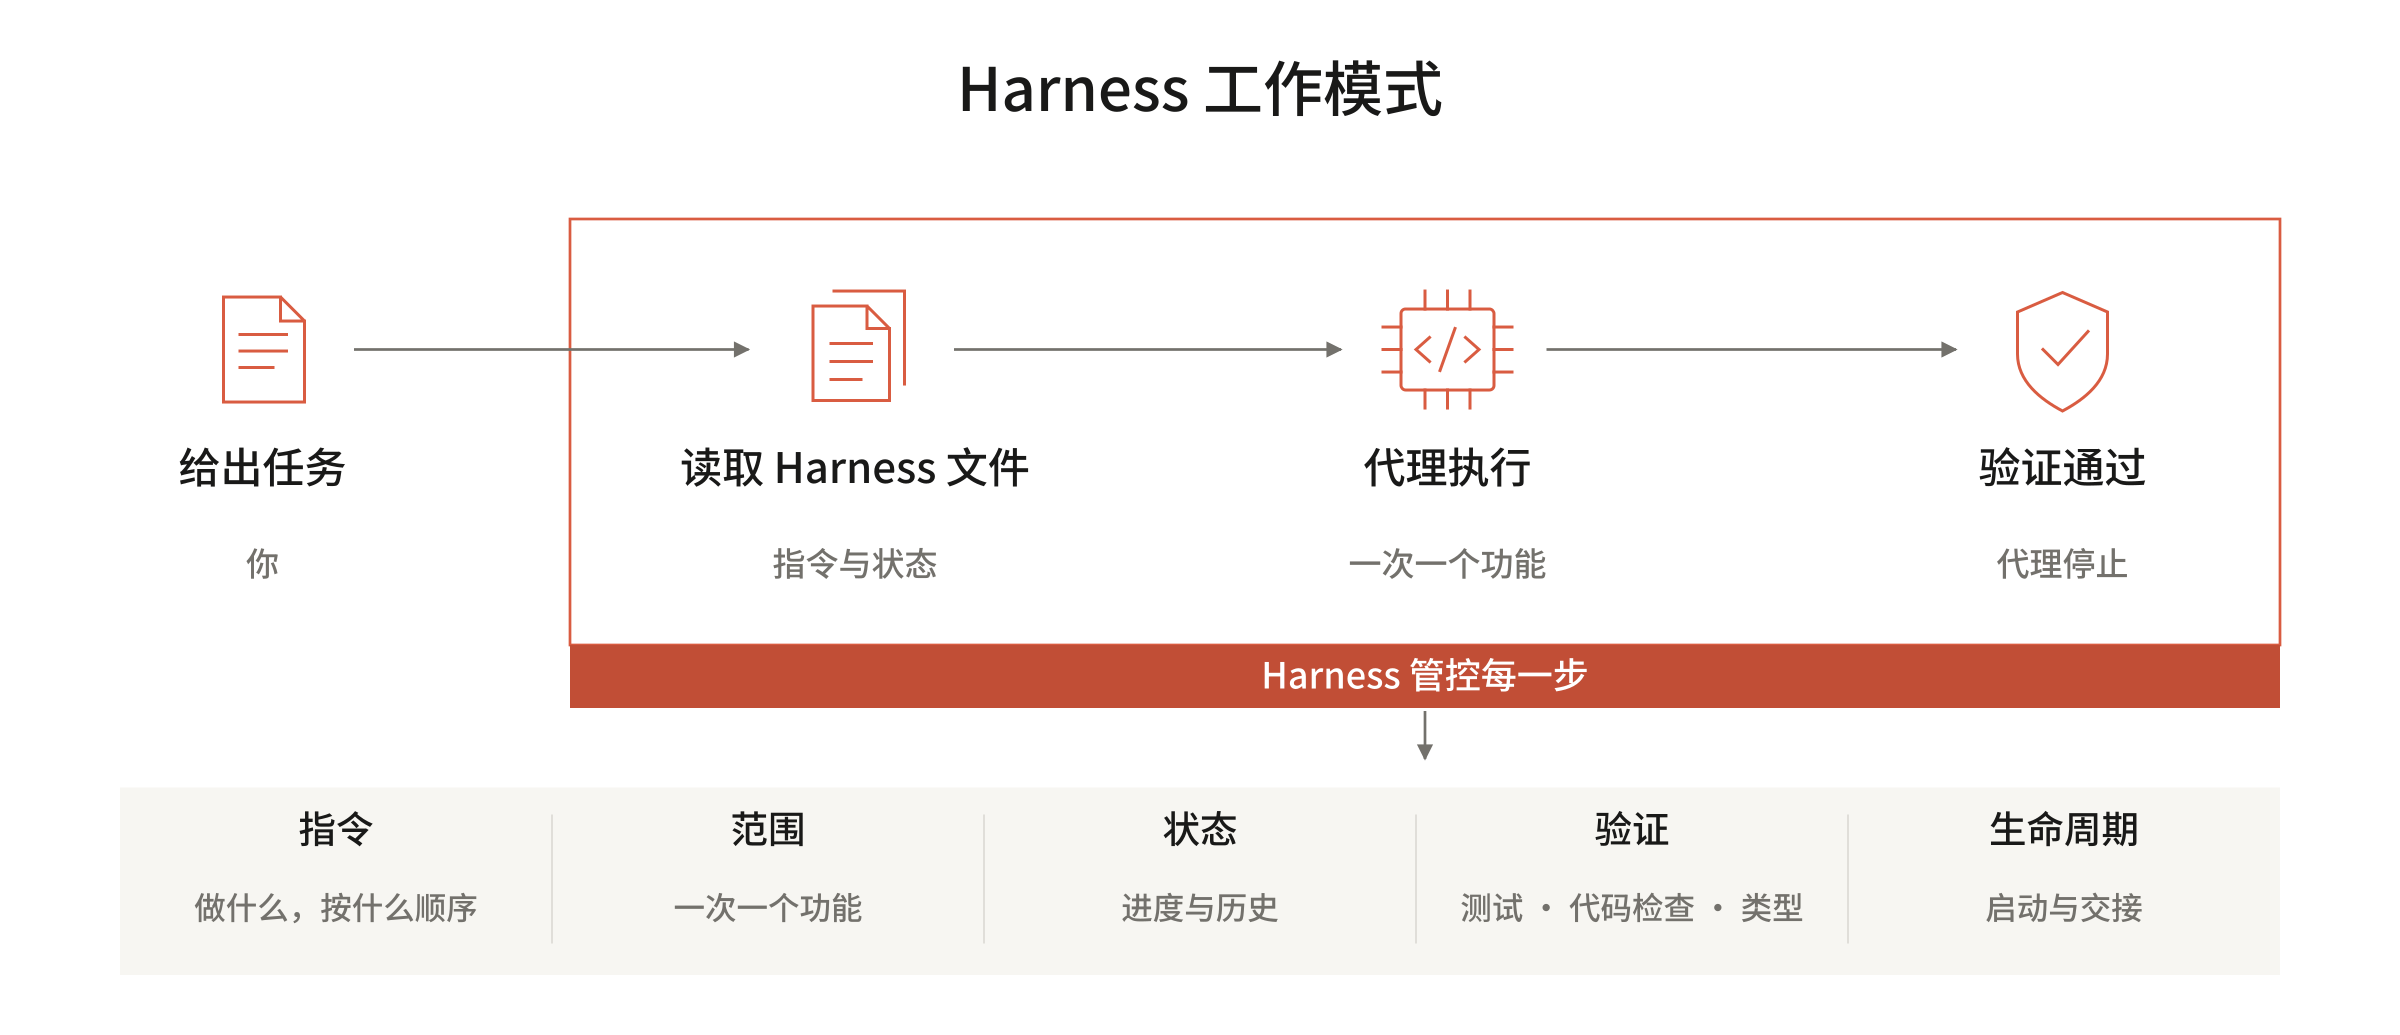 Harness 工作模式
给出任务
读取 Harness 文件
代理执行
验证通过
你
指令与状态
一次一个功能
代理停止
Harness 管控每一步
指令
范围
状态
验证
生命周期
做什么，按什么顺序
一次一个功能
进度与历史
测试 · 代码检查 · 类型
启动与交接